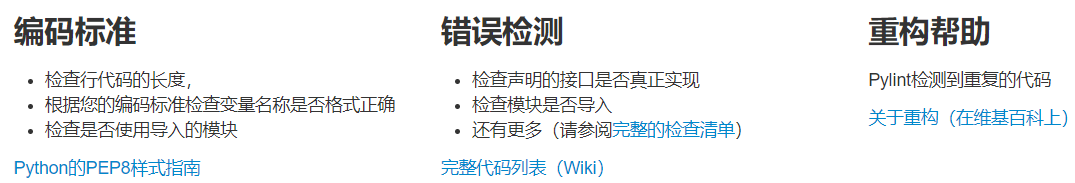 编码标准
检查行代码的长度，
根据您的编码标准检查变量名称是否格式正确
检查是否使用导入的模块
Python的PEP8样式指南
错误检测
检查声明的接口是否真正实现
检查模块是否导入
还有更多（请参阅完整的检查清单）
完整代码列表（Wiki）
重构帮助
Pylint检测到重复的代码
关于重构（在维基百科上）